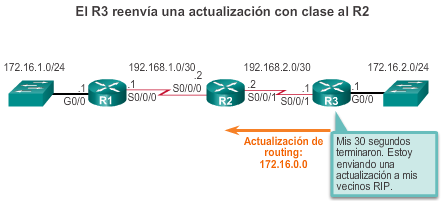 El R3 reenvía una actualización con clase al R2
172.16.1.0/24
192.168.1.0/30
192.168.2.0/30
172.16.2.0/24
.1
G0/0
R1
.1
S0/0/0
.2
S0/0/0
R2
.2
S0/0/1
.1
S0/0/1
R3
.1
G0/0
Actualización de
routing:
172.16.0.0
Mis 30 segundos
terminaron. Estoy
enviando una
actualización a mis
vecinos RIP.